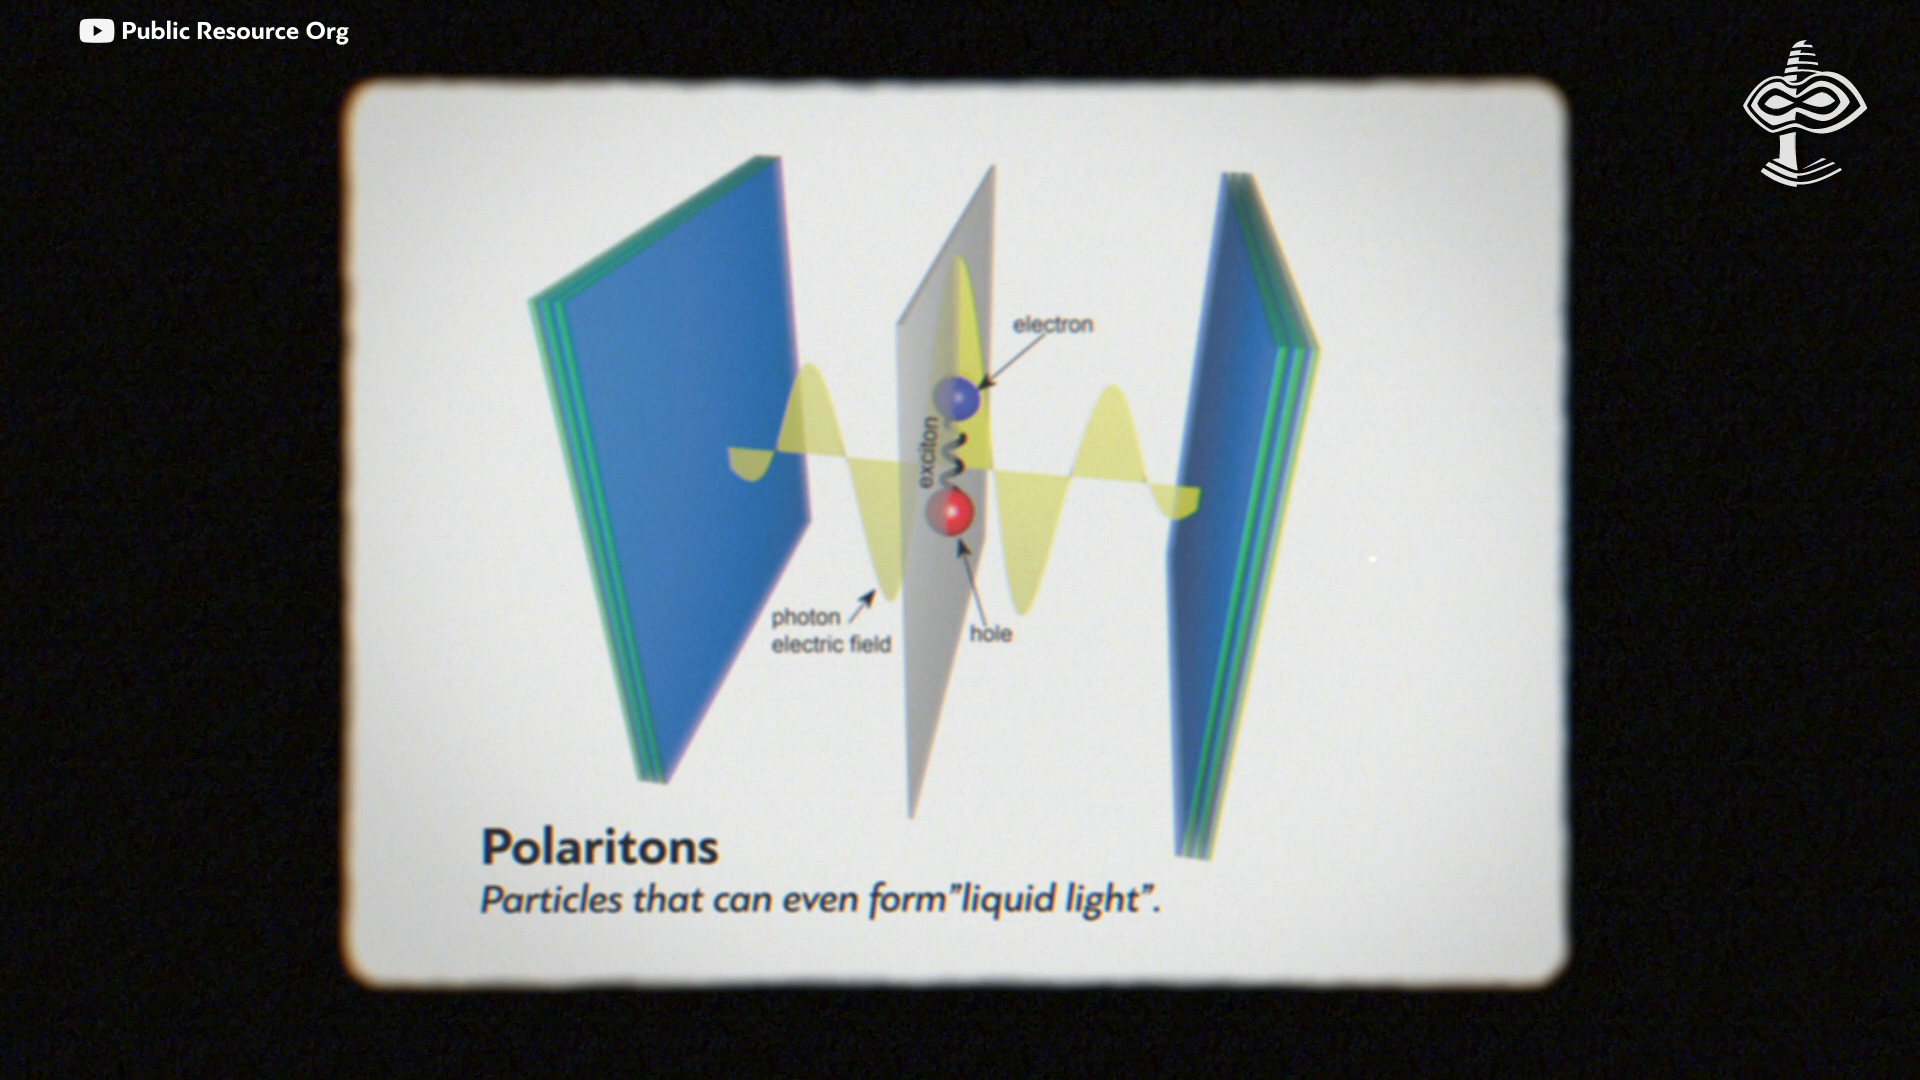 Public Resource Org
electron
exciton
photon
electric field
hole
Polaritons
Particles that can even form"liquid light".